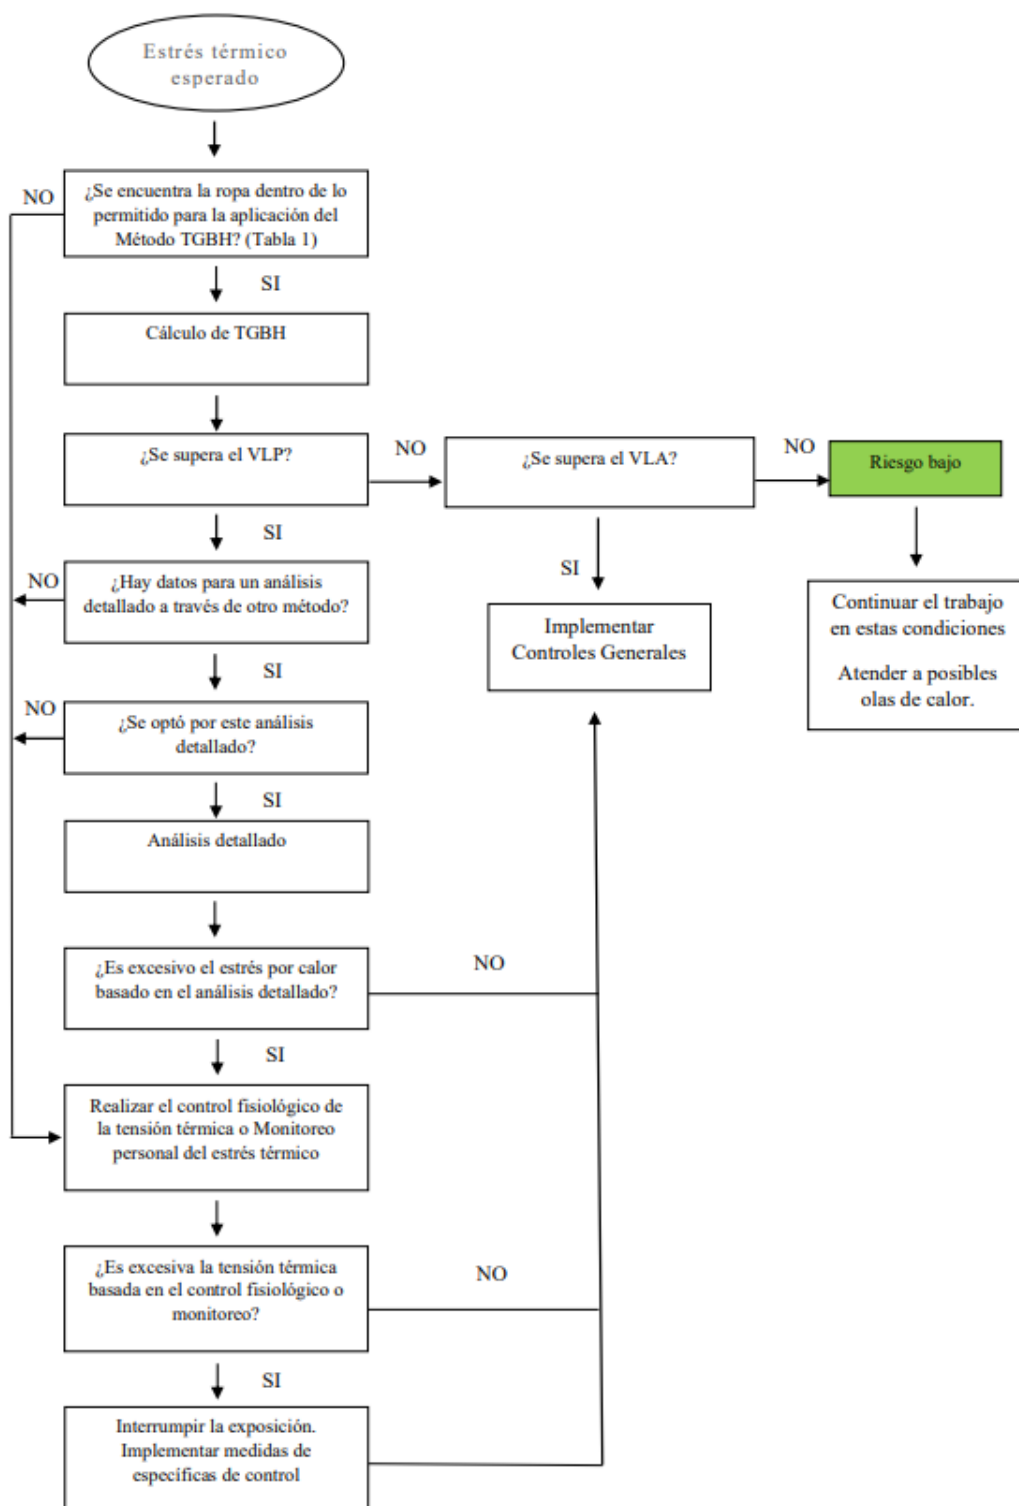 Estrés térmico
esperado
NO
¿Se encuentra la ropa dentro de lo
permitido para la aplicación del
Método TGBH? (Tabla 1)
SI
Cálculo de TGBH
¿Se supera el VLP?
NO
¿Se supera el VLA?
NO
Riesgo bajo
SI
NO
¿Hay datos para un análisis
detallado a través de otro método?
SI
Implementar
Controles Generales
Continuar el trabajo
en estas condiciones
Atender a posibles
olas de calor.
SI
NO
¿Se optó por este análisis
detallado?
SI
Análisis detallado
¿Es excesivo el estrés por calor
basado en el análisis detallado?
NO
SI
Realizar el control fisiológico de
la tensión térmica o Monitoreo
personal del estrés térmico
¿Es excesiva la tensión térmica
basada en el control fisiológico o
monitoreo?
NO
SI
Interrumpir la exposición.
Implementar medidas de
específicas de control